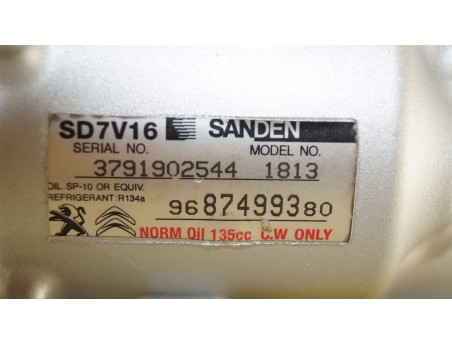 SD7V16 SANDEN
SERIAL NO. MODEL NO.
3791902544 1813
OIL SP-10 OR EQUIV.
REFRIGERANT:R134a
9687499380
NORM Oil 135cc C.W ONLY